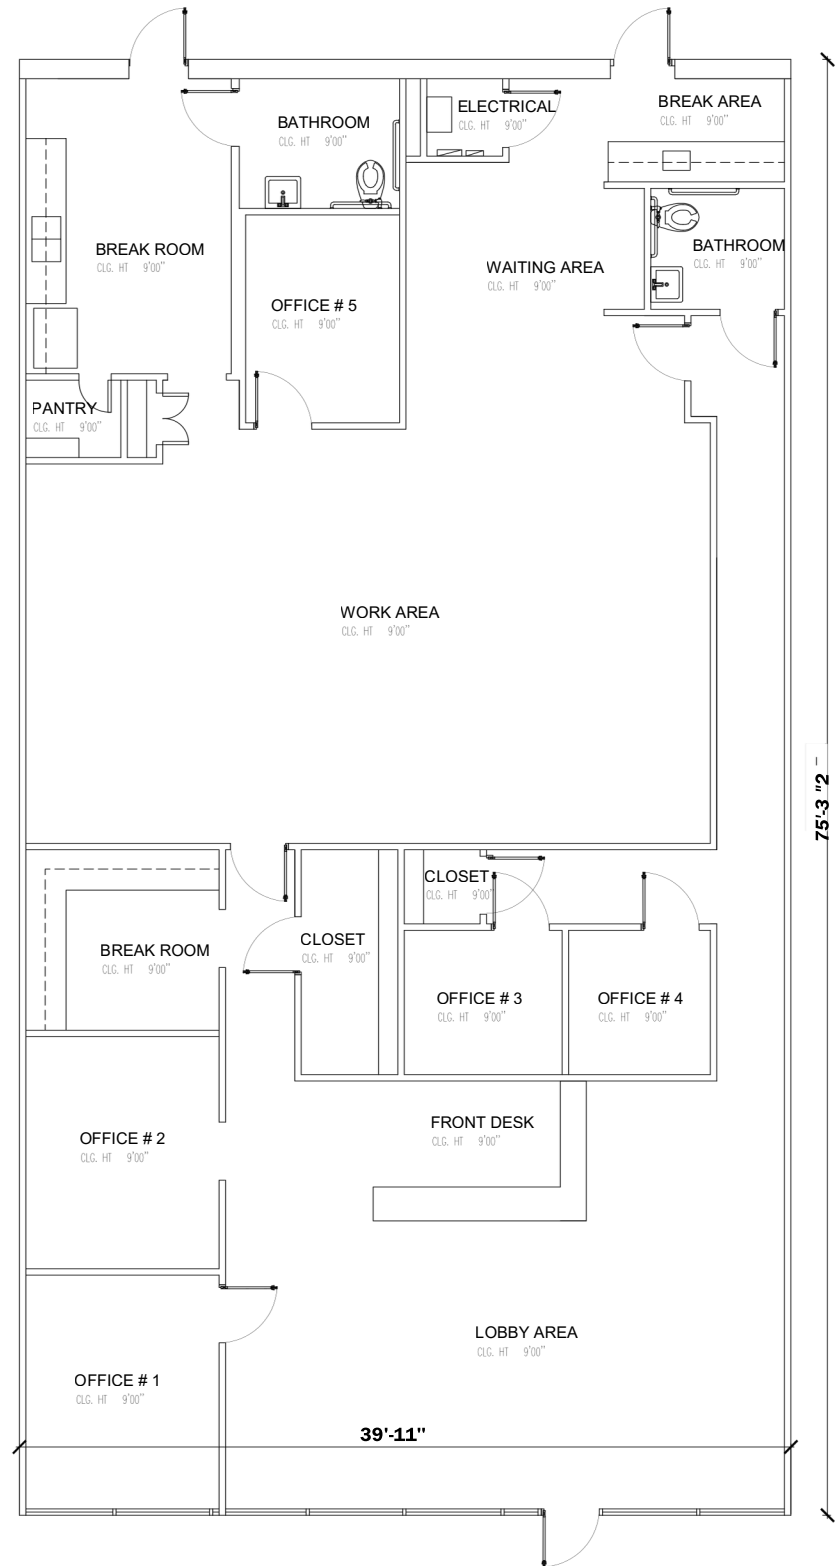 ELECTRICAL
CLG. HT 9'00"
BREAK AREA
CLG. HT 9'00"
BATHROOM
CLG. HT 9'00"
BREAK ROOM
CLG. HT 9'00"
WAITING AREA
CLG. HT 9'00"
BATHROOM
CLG. HT 9'00"
OFFICE # 5
CLG. HT 9'00"
PANTRY
CLG. HT 9'00"
WORK AREA
CLG. HT 9'00"
75'-3 "2
CLOSET
CLG. HT 9'00"
BREAK ROOM
CLG. HT 9'00"
CLOSET
CLG. HT 9'00"
OFFICE # 3
CLG. HT 9'00"
OFFICE # 4
CLG. HT 9'00"
FRONT DESK
CLG. HT 9'00"
OFFICE # 2
CLG. HT 9'00"
LOBBY AREA
CLG. HT 9'00"
OFFICE # 1
CLG. HT 9'00"
39'-11"